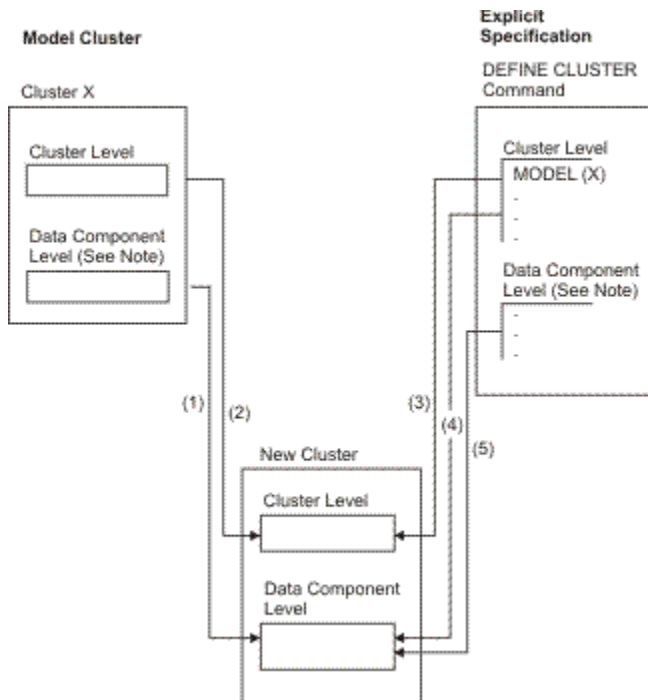 Model Cluster
Cluster X
Cluster Level
Data Component
Level (See Note)
Explicit
Specification
DEFINE CLUSTER
Command
Cluster Level
MODEL (X)
-
-
-
Data Component
Level (See Note)
-
-
-
(1)
(2)
(3)
(4)
(5)
New Cluster
Cluster Level
Data Component
Level